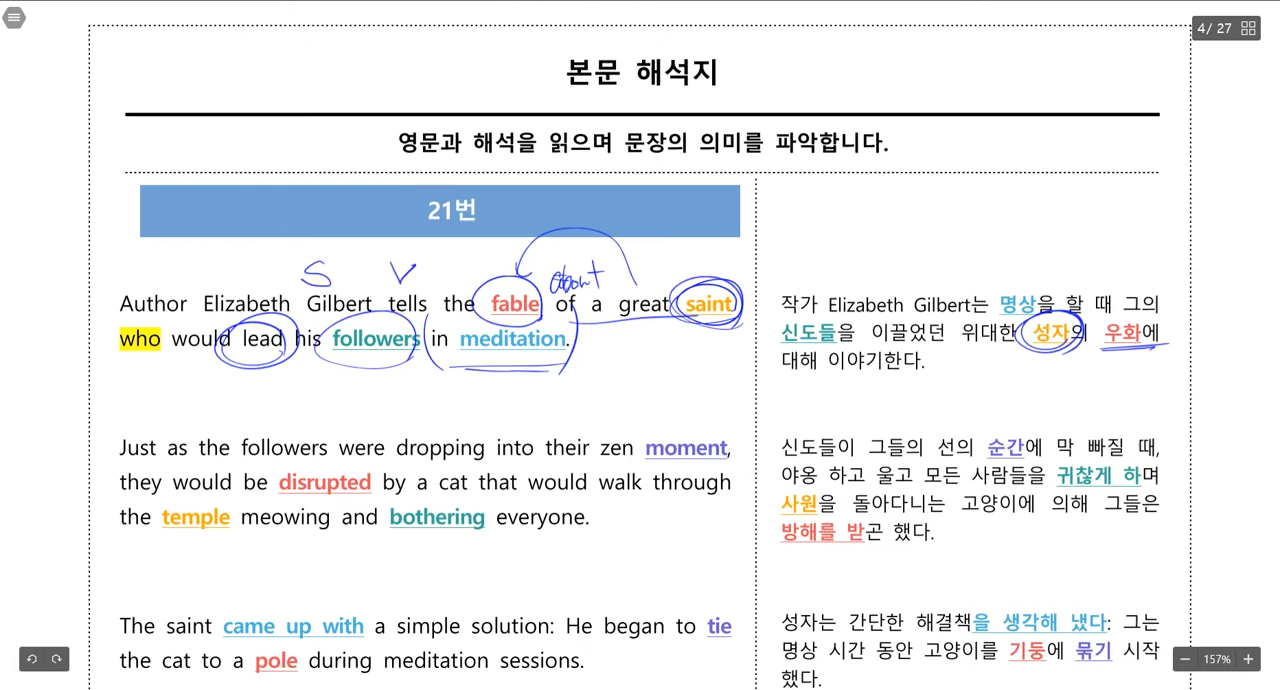 4/ 27
본문 해석지
영문과 해석을 읽으며 문장의 의미를 파악합니다.
21번
S V about
Author Elizabeth Gilbert tells the fable of a great saint
who would lead his followers in meditation.
작가 Elizabeth Gilbert는 명상을 할 때 그의
신도들을 이끌었던 위대한 성자의 우화에
대해 이야기한다.
Just as the followers were dropping into their zen moment,
they would be disrupted by a cat that would walk through
the temple meowing and bothering everyone.
신도들이 그들의 선의 순간에 막 빠질 때,
야옹 하고 울고 모든 사람들을 귀찮게 하며
사원을 돌아다니는 고양이에 의해 그들은
방해를 받곤 했다.
The saint came up with a simple solution: He began to tie
the cat to a pole during meditation sessions.
성자는 간단한 해결책을 생각해 냈다: 그는
명상 시간 동안 고양이를 기둥에 묶기 시작
했다.
157%